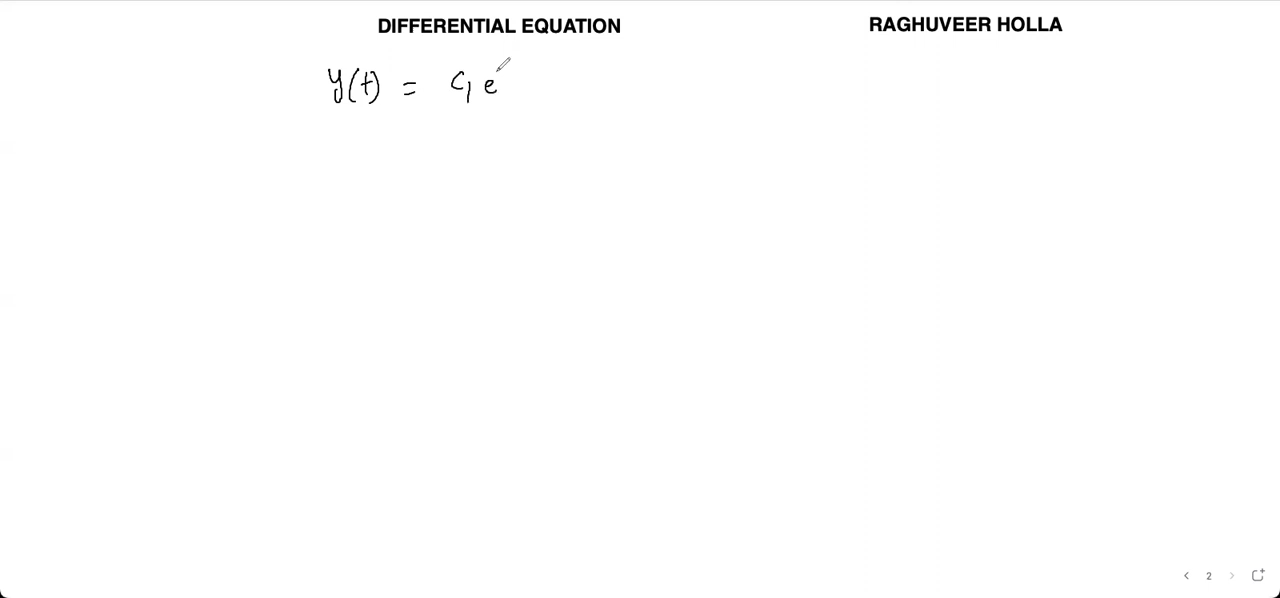 DIFFERENTIAL EQUATION RAGHUVEER HOLLA
y(t) = c₁ e
2